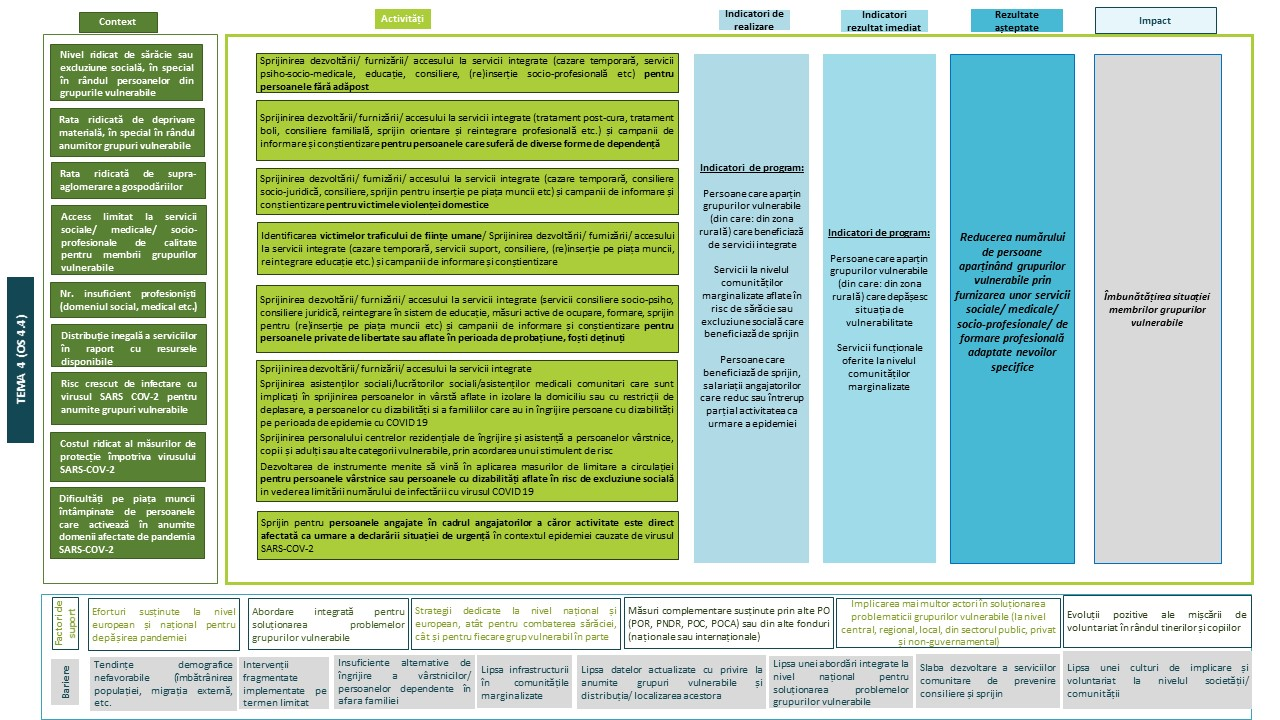 Context
Activități
Indicatori de
realizare
Indicatori
rezultat imediat
Rezultate
așteptate
Impact
TEMA 4 (OS 4.4)
Nivel ridicat de sărăcie sau
excluziune socială, în special
în rândul persoanelor din
grupurile vulnerabile
Rata ridicată de deprivare
materială, în special în rândul
anumitor grupuri vulnerabile
Rata ridicată de supra-
aglomerare a gospodăriilor
Access limitat la servicii
sociale/ medicale/ socio-
profesionale de calitate
pentru membrii grupurilor
vulnerabile
Nr. insuficient profesioniști
(domeniul social, medical etc.)
Distribuție inegală a serviciilor
în raport cu resursele
disponibile
Risc crescut de infectare cu
virusul SARS COV-2 pentru
anumite grupuri vulnerabile
Costul ridicat al măsurilor de
protecție împotriva virusului
SARS-COV-2
Dificultăți pe piața muncii
întâmpinate de persoanele
care activează în anumite
domenii afectate de pandemia
SARS-COV-2
Sprijinirea dezvoltării/ furnizării/ accesului la servicii integrate (cazare temporară, servicii
psiho-socio-medicale, educație, consiliere, (re)inserție socio-profesională etc) pentru
persoanele fără adăpost
Sprijinirea dezvoltării/ furnizării/ accesului la servicii integrate (tratament post-cura, tratament
boli, consiliere familială, sprijin orientare și reintegrare profesională etc.) și campanii de
informare și conștientizare pentru persoanele care suferă de diverse forme de dependență
Sprijinirea dezvoltării/ furnizării/ accesului la servicii integrate (cazare temporară, consiliere
socio-juridică, consiliere, sprijin pentru inserție pe piața muncii etc) și campanii de informare și
conștientizare pentru victimele violenței domestice
Identificarea victimelor traficului de ființe umane/ Sprijinirea dezvoltării/ furnizării/ accesului
la servicii integrate (cazare temporară, servicii suport, consiliere, (re)inserție pe piața muncii,
reintegrare educație etc.) și campanii de informare și conștientizare
Sprijinirea dezvoltării/ furnizării/ accesului la servicii integrate (servicii consiliere socio-psiho,
consiliere juridică, reintegrare în sistem de educație, măsuri active de ocupare, formare, sprijin
pentru (re)inserție pe piața muncii etc) și campanii de informare și conștientizare pentru
persoanele private de libertate sau aflate în perioada de probațiune, foști deținuți
Sprijinirea dezvoltării/ furnizării/ accesului la servicii integrate
Sprijinirea asistenților sociali/lucrătorilor sociali/asistenților medicali comunitari care sunt
implicați în sprijinirea persoanelor in vârstă aflate in izolare la domiciliu sau cu restricții de
deplasare, a persoanelor cu dizabilități si a familiilor care au in îngrijire persoane cu dizabilități
pe perioada de epidemie cu COVID 19
Sprijinirea personalului centrelor rezidențiale de îngrijire și asistență a persoanelor vârstnice,
copii și adulți sau alte categorii vulnerabile, prin acordarea unui stimulent de risc
Dezvoltarea de instrumente menite să vină în aplicarea masurilor de limitare a circulației
pentru persoanele vârstnice sau persoanele cu dizabilități aflate în risc de excluziune socială
in vederea limitării numărului de infectării cu virusul COVID 19
Sprijin pentru persoanele angajate în cadrul angajatorilor a căror activitate este direct
afectată ca urmare a declarării situației de urgență în contextul epidemiei cauzate de virusul
SARS-COV-2
Indicatori de program:
Persoane care aparțin
grupurilor vulnerabile
(din care: din zona
rurală) care beneficiază
de servicii integrate
Servicii la nivelul
comunităților
marginalizate aflate în
risc de sărăcie sau
excluziune socială care
beneficiază de sprijin
Persoane care
beneficiază de sprijin,
salariații angajatorilor
care reduc sau întrerup
parțial activitatea ca
urmare a epidemiei
Indicatori de program:
Persoane care aparțin
grupurilor vulnerabile
(din care: din zona
rurală) care depășesc
situația de
vulnerabilitate
Servicii funcționale
oferite la nivelul
comunităților
marginalizate
Reducerea numărului
de persoane
aparținând grupurilor
vulnerabile prin
furnizarea unor servicii
sociale/ medicale/
socio-profesionale/ de
formare profesională
adaptate nevoilor
specifice
Îmbunătățirea situației
membrilor grupurilor
vulnerabile
Factori de
suport
Eforturi susținute la nivel
european și național pentru
depășirea pandemiei
Abordare integrată pentru
soluționarea problemelor
grupurilor vulnerabile
Strategii dedicate la nivel național și
european, atât pentru combaterea sărăciei,
cât și pentru fiecare grup vulnerabil în parte
Măsuri complementare susținute prin alte PO
(POR, PNDR, POC, POCA) sau din alte fonduri
(naționale sau internaționale)
Implicarea mai multor actori în soluționarea
problematicii grupurilor vulnerabile (la nivel
central, regional, local, din sectorul public, privat
și non-guvernamental)
Evoluții pozitive ale mișcării de
voluntariat în rândul tinerilor și copiilor
Bariere
Tendințe demografice
nefavorabile (îmbătrânirea
populației, migrația externă,
etc.
Intervenții
fragmentate
implementate pe
termen limitat
Insuficiente alternative de
îngrijire a vârstnicilor/
persoanelor dependente în
afara familiei
Lipsa infrastructurii
în comunitățile
marginalizate
Lipsa datelor actualizate cu privire la
anumite grupuri vulnerabile și
distribuția/ localizarea acestora
Lipsa unei abordări integrate la
nivel național pentru
soluționarea problemelor
grupurilor vulnerabile
Slaba dezvoltare a serviciilor
comunitare de prevenire
consiliere și sprijin
Lipsa unei culturi de implicare și
voluntariat la nivelul societății/
comunității